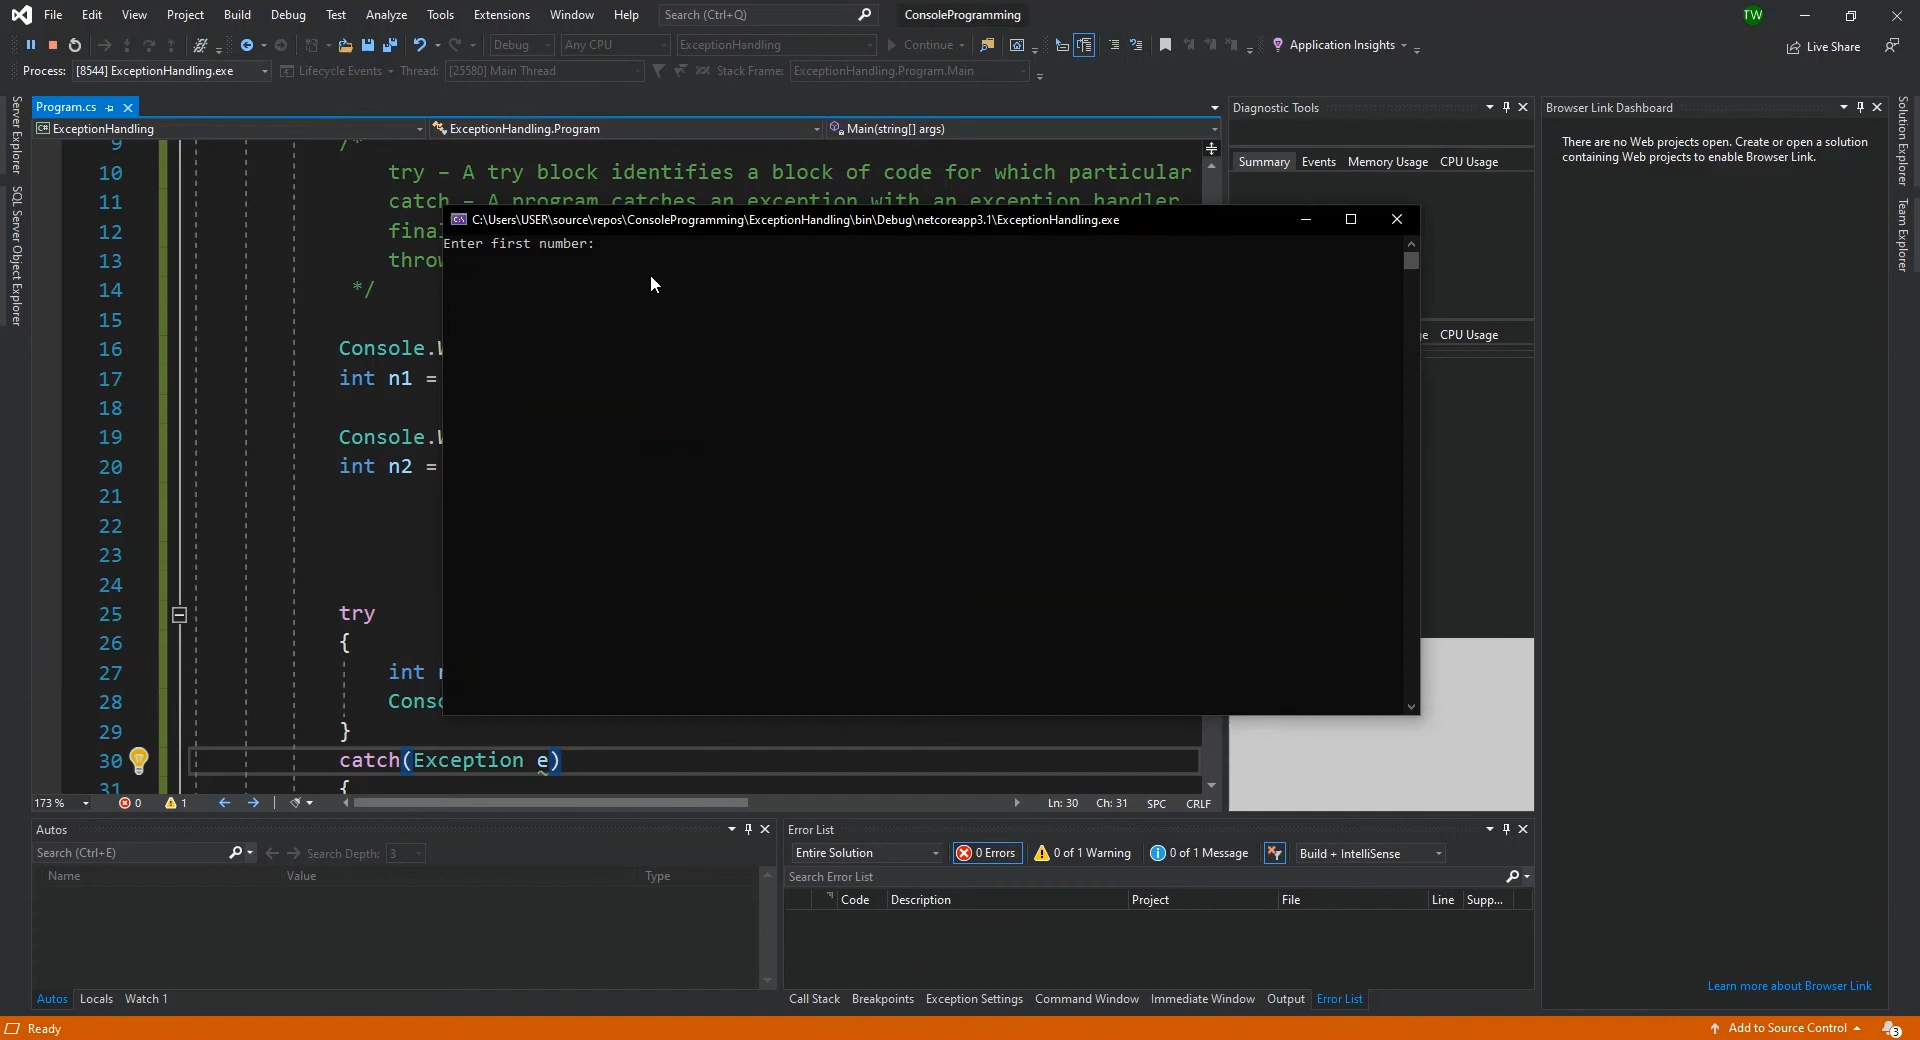 File Edit View Project Build Debug Test Analyze Tools Extensions Window Help Search (Ctrl+Q) ConsoleProgramming TW
Debug Any CPU ExceptionHandling Continue Application Insights Live Share
Process: [8544] ExceptionHandling.exe Lifecycle Events Thread: [25580] Main Thread Stack Frame: ExceptionHandling.Program.Main
Server Explorer
SQL Server Object Explorer
Program.cs
C# ExceptionHandling ExceptionHandling.Program Main(string[] args)
9 /*
10 try – A try block identifies a block of code for which particular
11 catch – A program catches an exception with an exception handler
12 final
13 throw
14 */
15
16 Console.W
17 int n1 =
18
19 Console.W
20 int n2 =
21
22
23
24
25 try
26 {
27 int
28 Conso
29 }
30 catch(Exception e)
31 {
C:\Users\USER\source\repos\ConsoleProgramming\ExceptionHandling\bin\Debug\netcoreapp3.1\ExceptionHandling.exe
Enter first number:
173 % 0 1 Ln: 30 Ch: 31 SPC CRLF
Diagnostic Tools
Summary Events Memory Usage CPU Usage
e CPU Usage
Browser Link Dashboard
There are no Web projects open. Create or open a solution
containing Web projects to enable Browser Link.
Learn more about Browser Link
Solution Explorer
Team Explorer
Autos
Search (Ctrl+E) Search Depth: 3
Name Value Type
Autos Locals Watch 1
Error List
Entire Solution 0 Errors 0 of 1 Warning 0 of 1 Message Build + IntelliSense
Search Error List
Code Description Project File Line Supp...
Call Stack Breakpoints Exception Settings Command Window Immediate Window Output Error List
Ready Add to Source Control 3